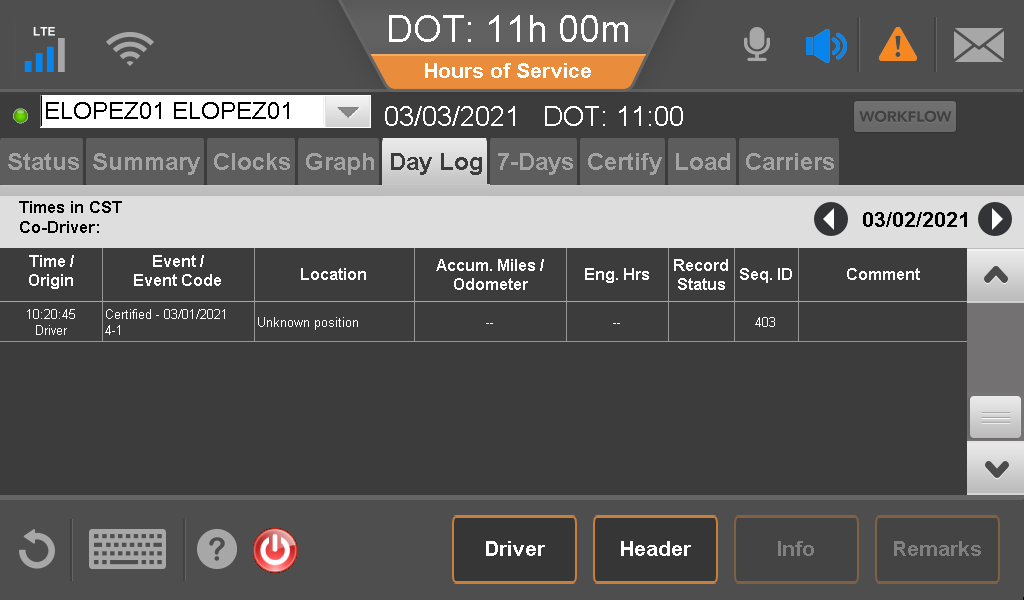 LTE
DOT: 11h 00m
Hours of Service
ELOPEZ01 ELOPEZ01
03/03/2021 DOT: 11:00
WORKFLOW
Status Summary Clocks Graph Day Log 7-Days Certify Load Carriers
Times in CST
Co-Driver:
03/02/2021
Time / Origin
Event / Event Code
Location
Accum. Miles / Odometer
Eng. Hrs
Record Status
Seq. ID
Comment
10:20:45
Driver
Certified - 03/01/2021
4-1
Unknown position
--
--
403
?
Driver
Header
Info
Remarks